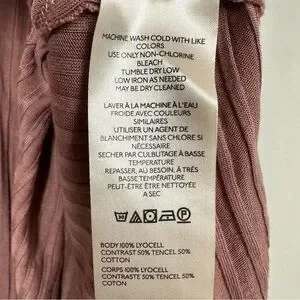 MACHINE WASH COLD WITH LIKE
COLORS
USE ONLY NON-CHLORINE
BLEACH
TUMBLE DRY LOW
LOW IRON AS NEEDED
MAY BE DRY CLEANED
LAVER À LA MACHINE À L'EAU
FROIDE AVEC COULEURS
SIMILAIRES
UTILISER UN AGENT DE
BLANCHIMENT SANS CHLORE SI
NÉCESSAIRE
SECHER PAR CULBUTAGE À BASSE
TEMPÉRATURE
REPASSER, AU BESOIN, À TRÈS
BASSE TEMPÉRATURE
PEUT-ÊTRE ÊTRE NETTOYÉE
A SEC
BODY 100% LYOCELL
CONTRAST 50% TENCEL 50%
COTTON
CORPS 100% LYOCELL
CONTRASTE 50% TENCEL 50%
COTON